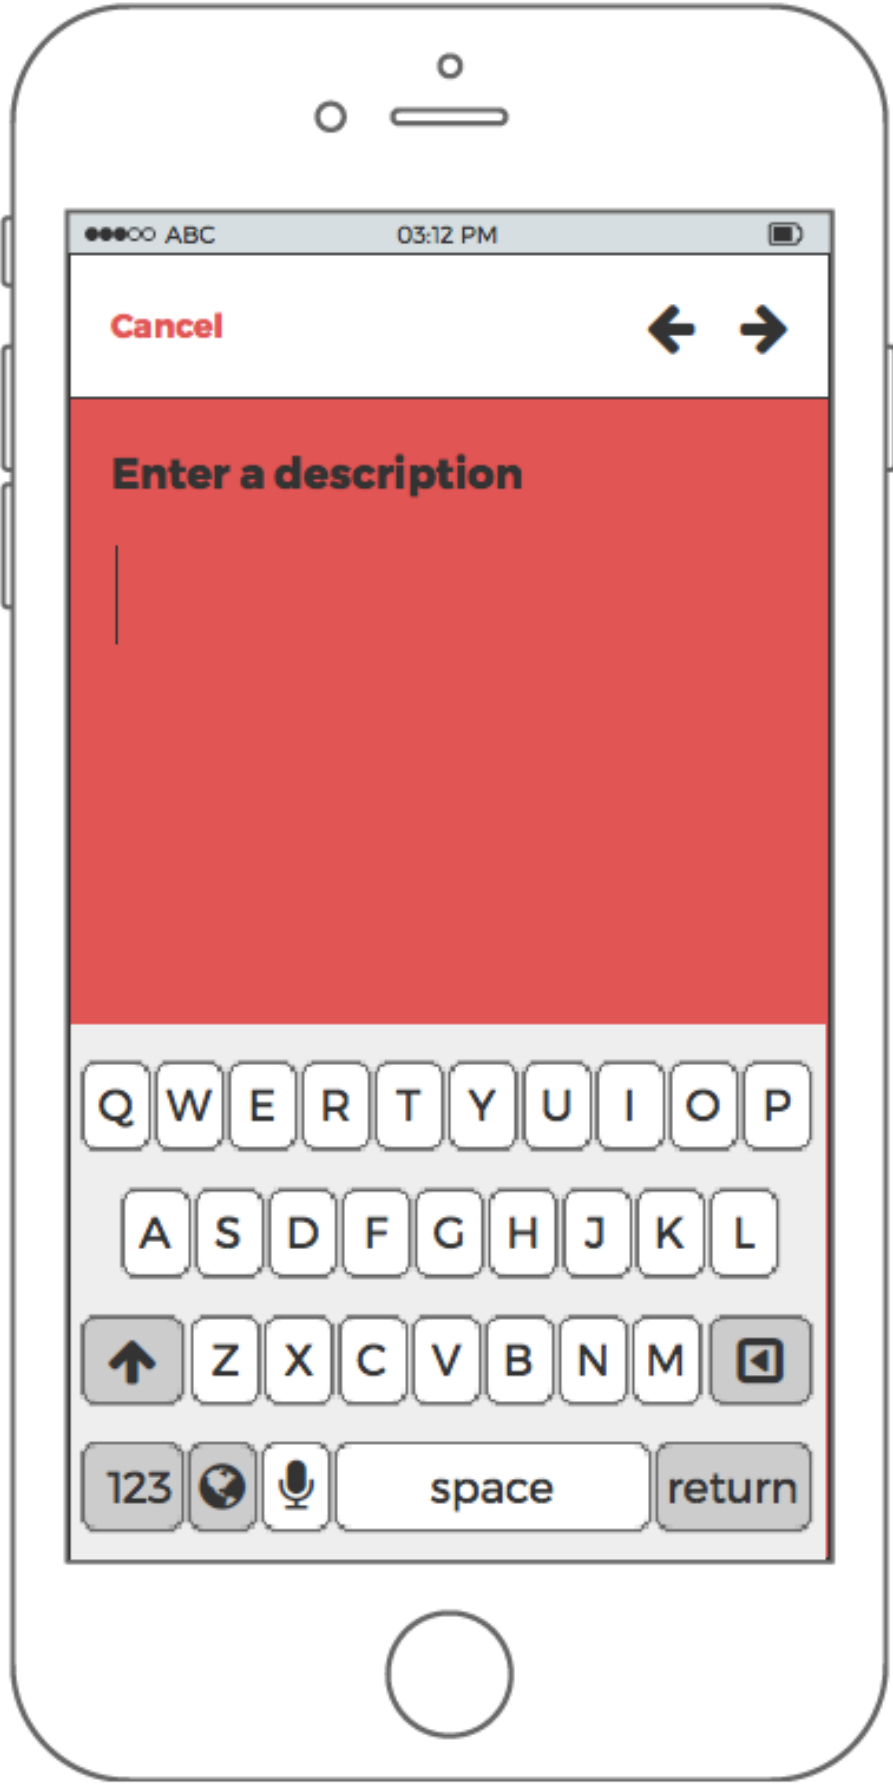 ABC 03:12 PM
Cancel
Enter a description
Q W E R T Y U I O P
A S D F G H J K L
Z X C V B N M
123 space return